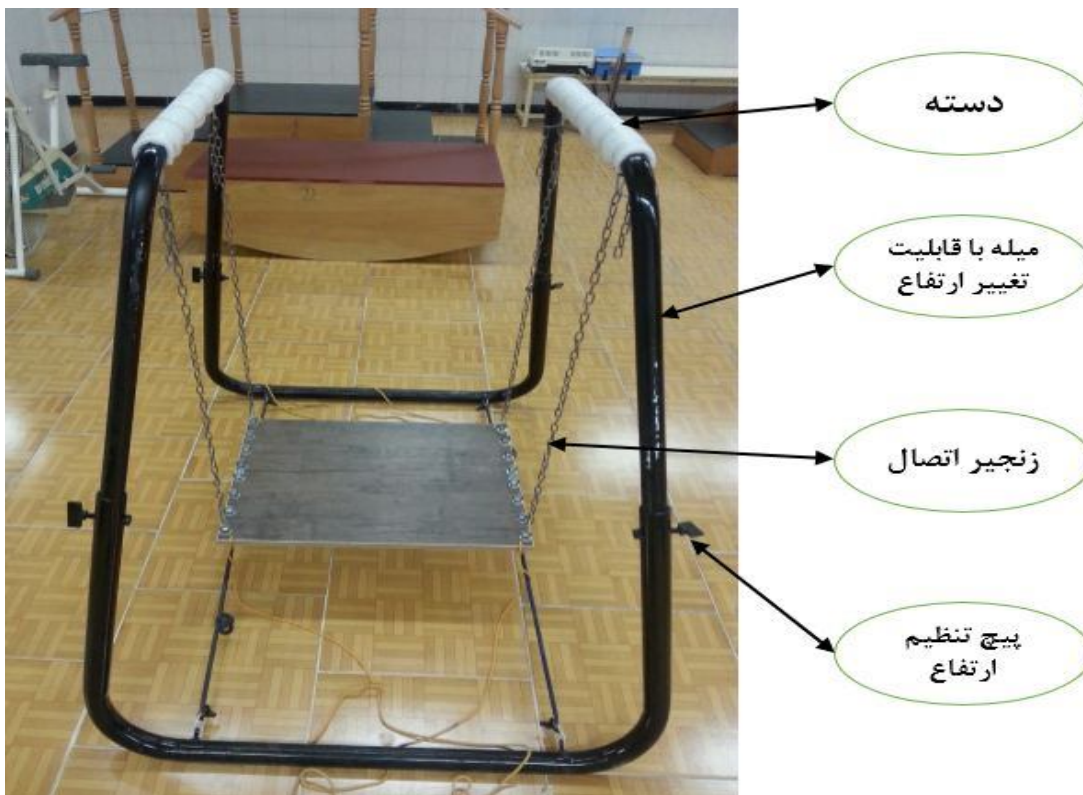 دسته
میله با قابلیت
تغییر ارتفاع
زنجیر اتصال
پیچ تنظیم
ارتفاع